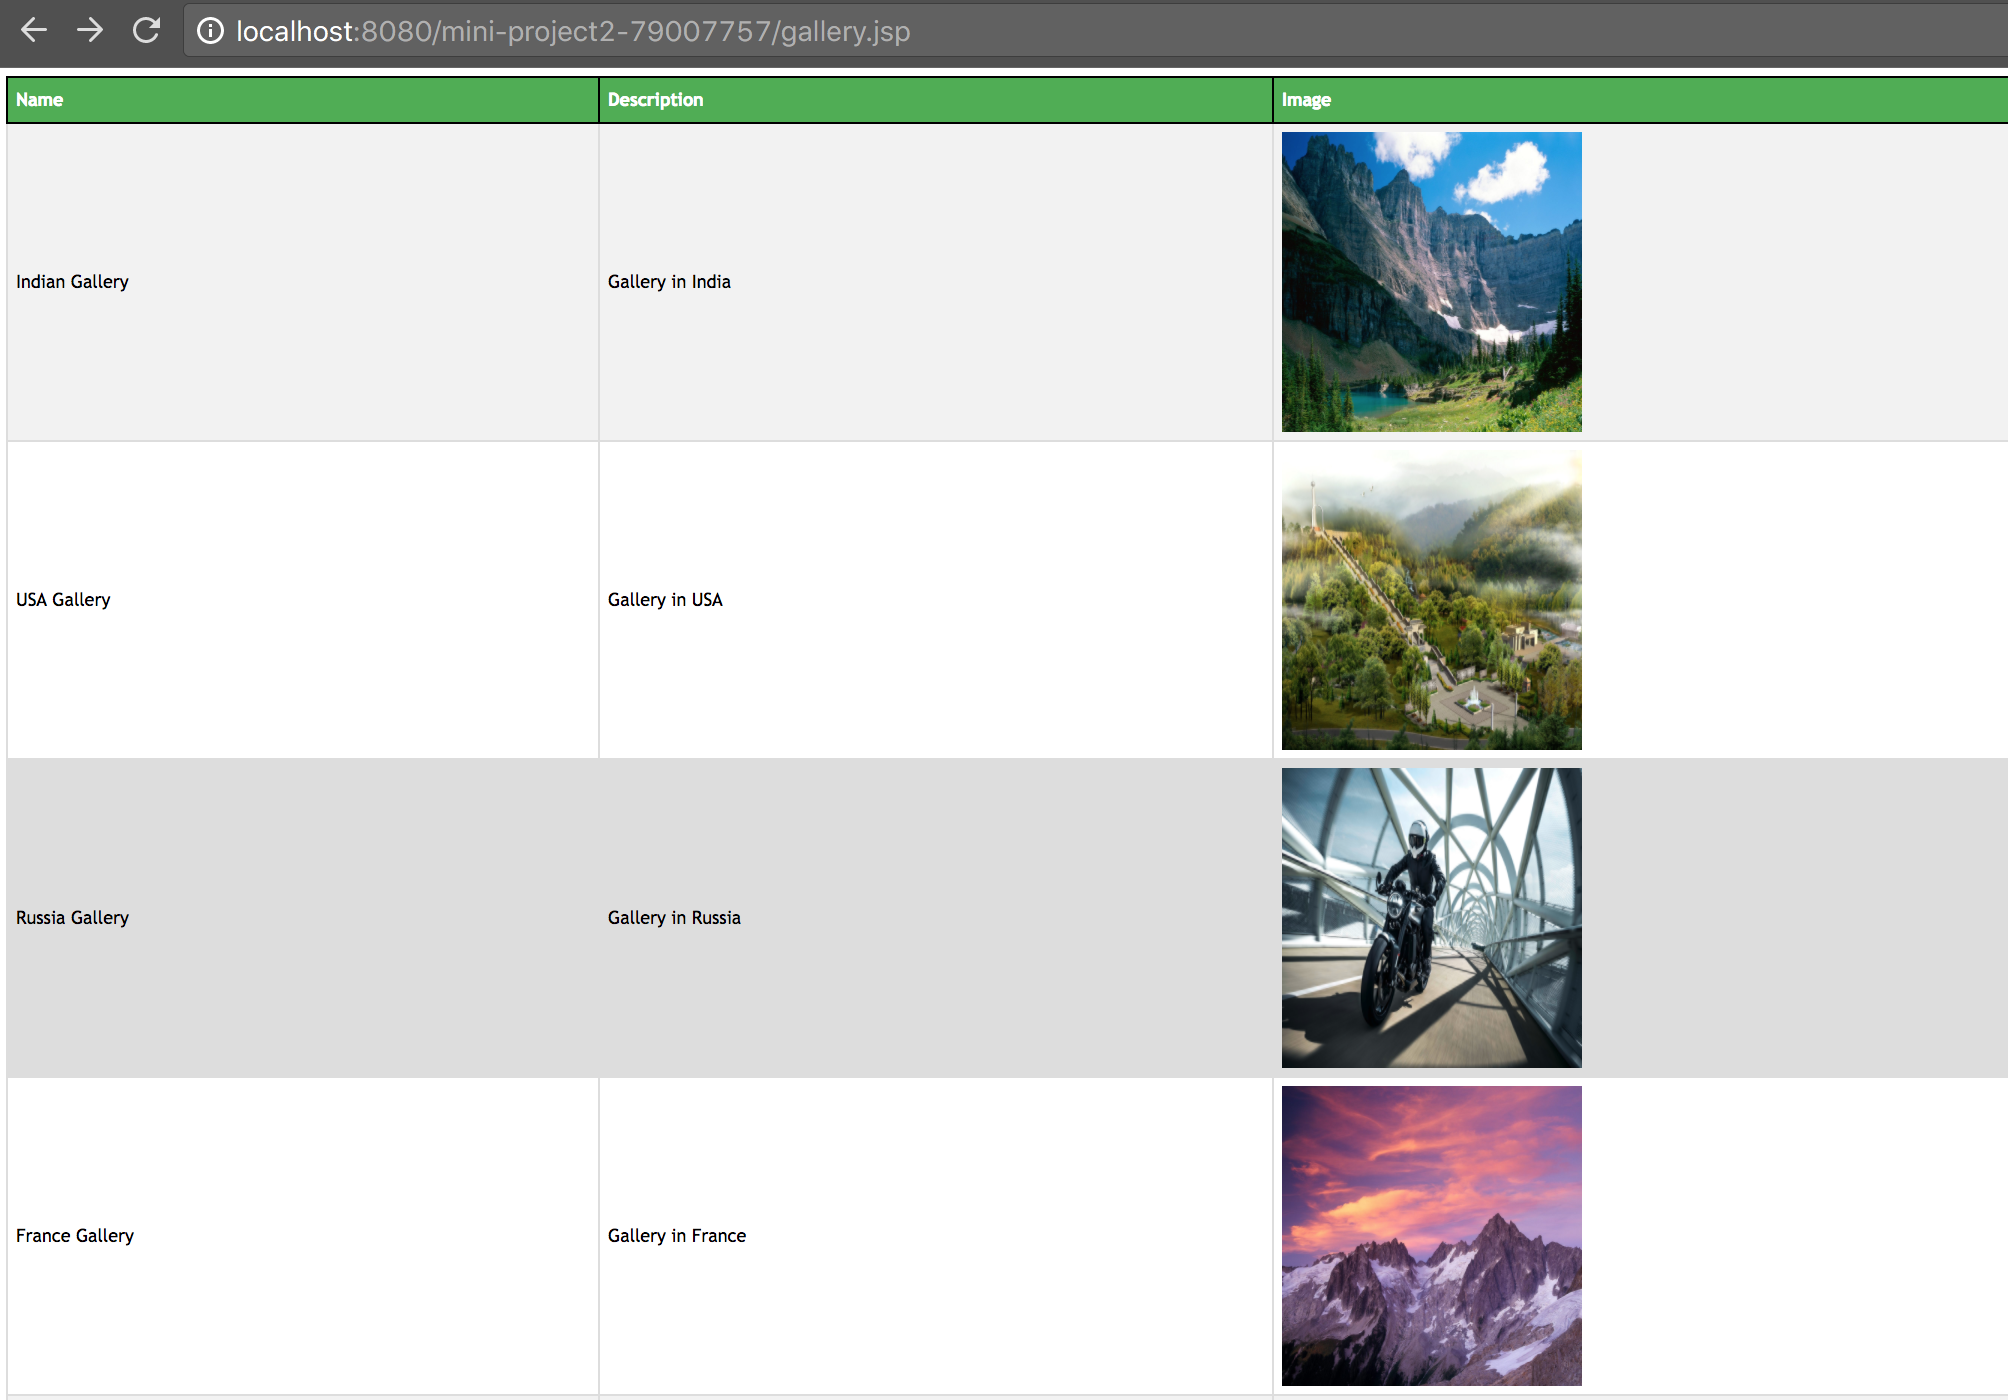 localhost:8080/mini-project2-79007757/gallery.jsp
Name Description Image
Indian Gallery Gallery in India
USA Gallery Gallery in USA
Russia Gallery Gallery in Russia
France Gallery Gallery in France